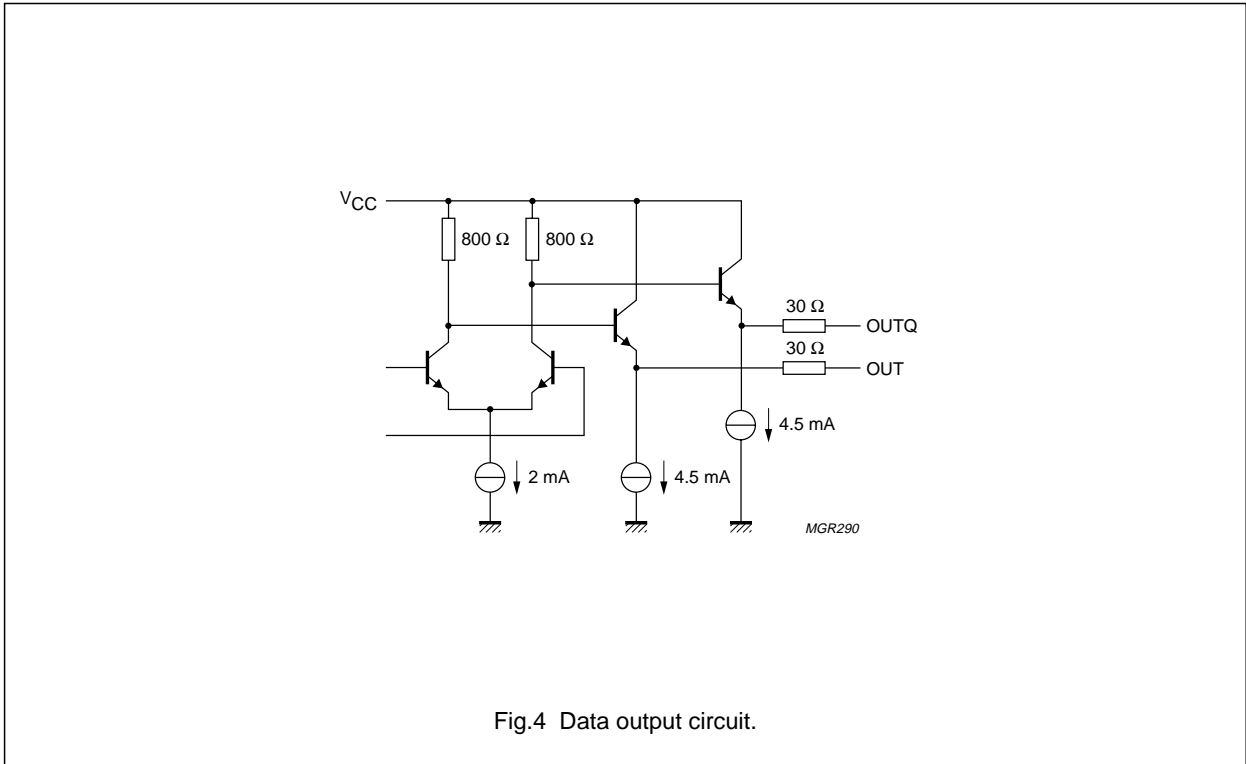 VCC
800 Ω
800 Ω
30 Ω
OUTQ
30 Ω
OUT
4.5 mA
2 mA
4.5 mA
MGR290
Fig.4 Data output circuit.